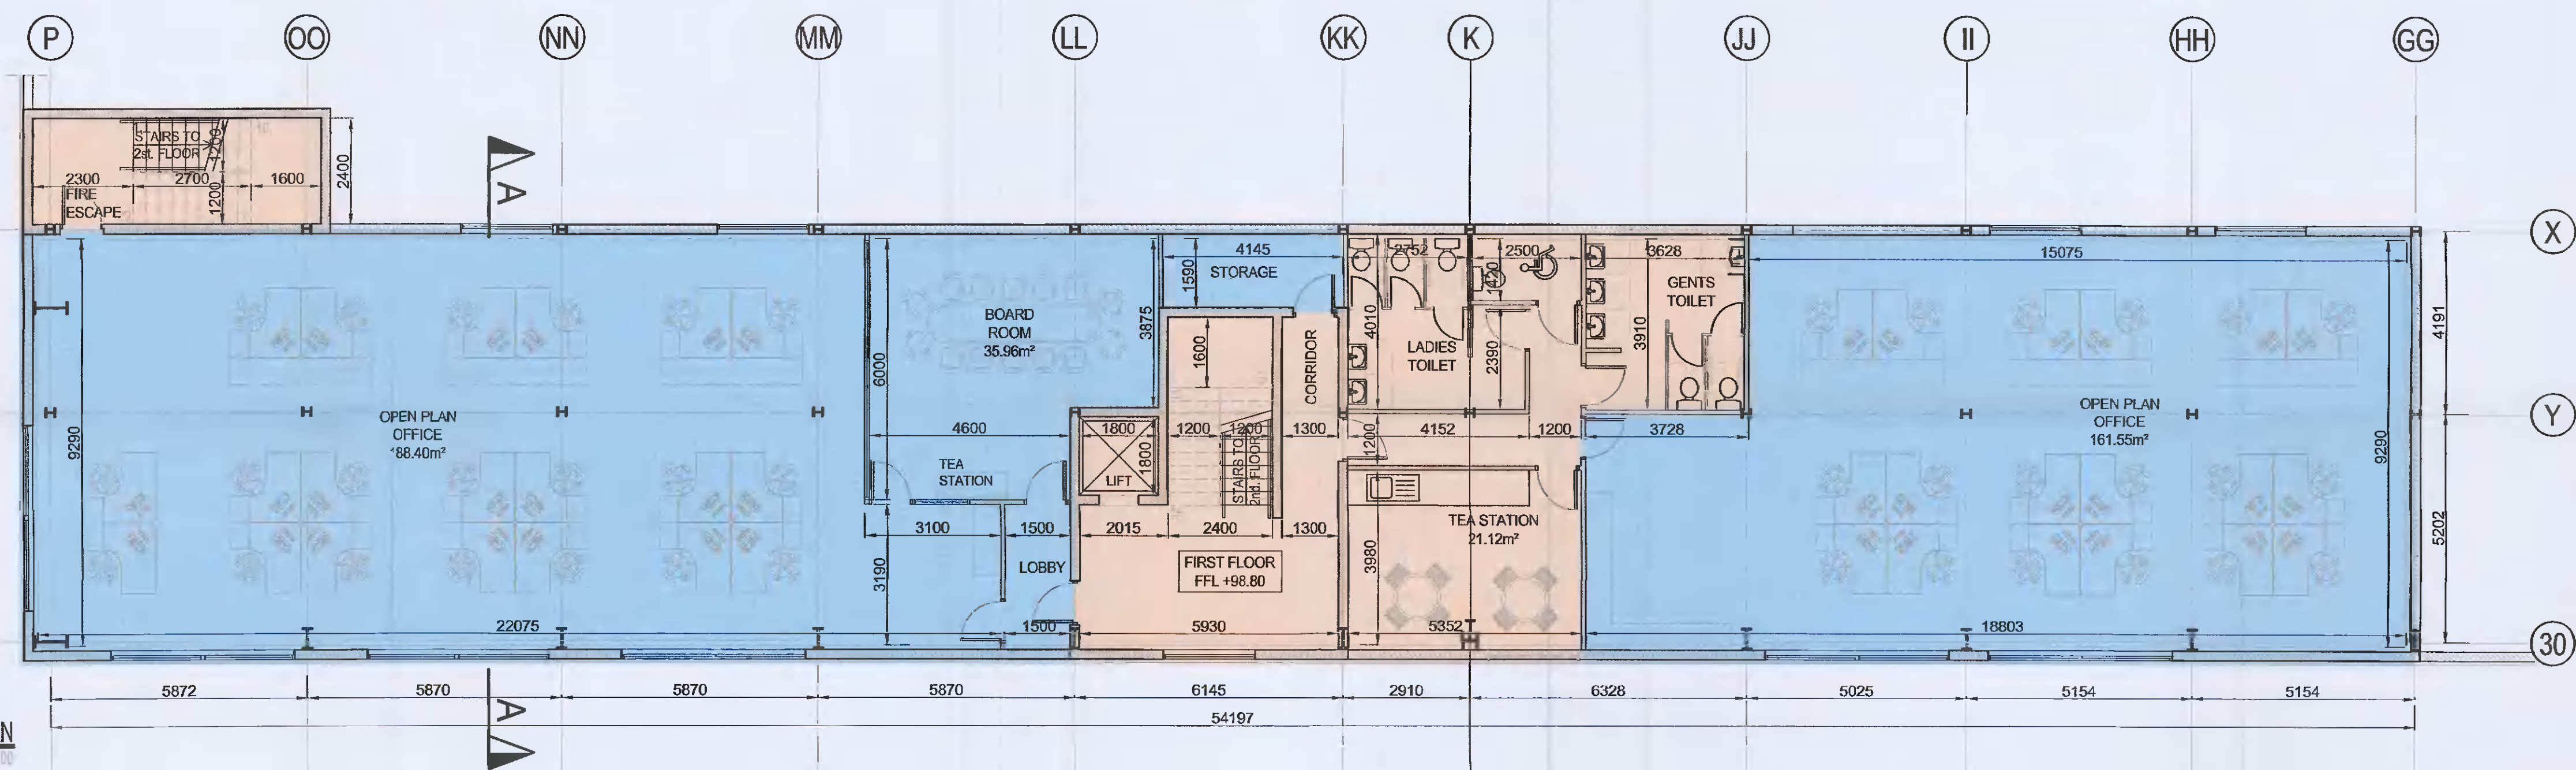 P OO NN MM LL KK K JJ II HH GG
STAIRS TO
2st. FLOOR
1200
2300 2700 1600
2400
FIRE
ESCAPE
1200
A
X
4145
1590
STORAGE
2752
2500
1420
3628
15075
GENTS
TOILET
BOARD
ROOM
35.96m²
3875
6000
1600
CORRIDOR
4010
LADIES
TOILET
2390
3910
4191
OPEN PLAN
OFFICE
188.40m²
9290
OPEN PLAN
OFFICE
161.55m²
9290
Y
4600
1800
1200 1200 1300
1200
4152
1200
3728
TEA
STATION
1800
LIFT
STAIRS TO
2nd. FLOOR
3100
1500
2015
2400
1300
TEA STATION
21.12m²
5202
3190
LOBBY
FIRST FLOOR
FFL +98.80
3980
22075
1500
5930
5352
18803
30
5872 5870 5870 5870 6145 2910 6328 5025 5154 5154
A
54197
N